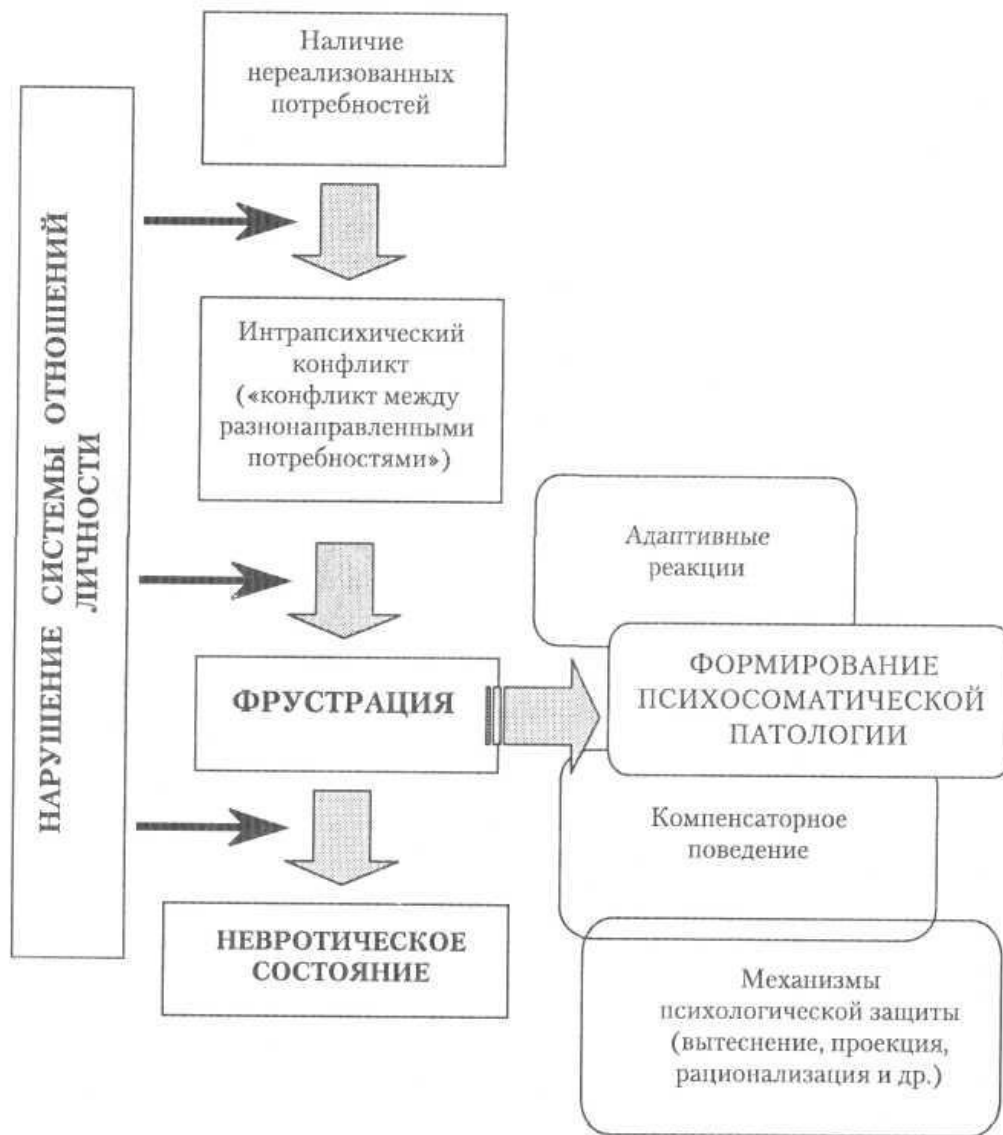 Наличие
нереализованных
потребностей
НАРУШЕНИЕ СИСТЕМЫ ОТНОШЕНИЙ
ЛИЧНОСТИ
Интрапсихический
конфликт
(«конфликт между
разнонаправленными
потребностями»)
Адаптивные
реакции
ФРУСТРАЦИЯ
ФОРМИРОВАНИЕ
ПСИХОСОМАТИЧЕСКОЙ
ПАТОЛОГИИ
Компенсаторное
поведение
НЕВРОТИЧЕСКОЕ
СОСТОЯНИЕ
Механизмы
психологической защиты
(вытеснение, проекция,
рационализация и др.)